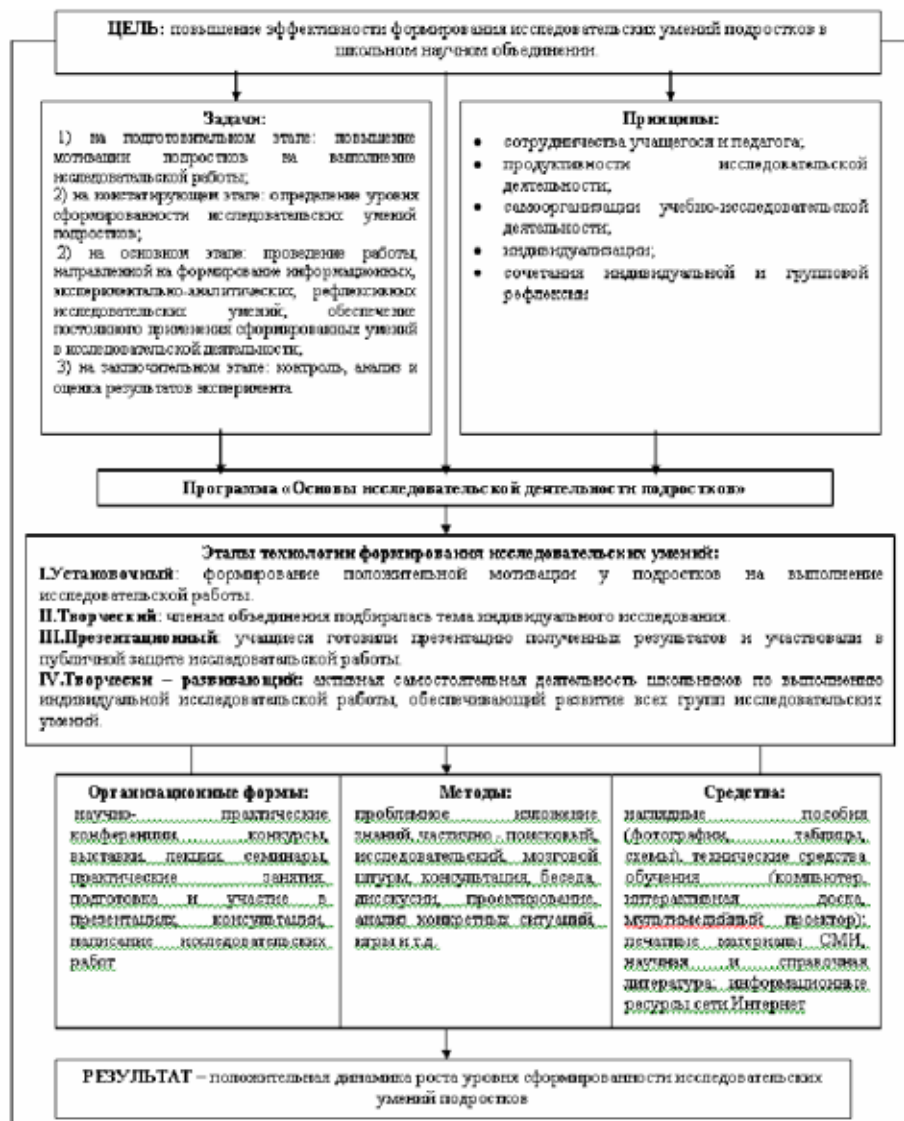 ЦЕЛЬ: повышение эффективности формирования исследовательских умений подростков в
школьном научном объединении.
Задачи:
1) на подготовительном этапе: повышение
мотивации подростков на выполнение
исследовательской работы;
2) на констатирующем этапе: определение уровня
сформированности исследовательских умений
подростков;
2) на основном этапе: проведение работы,
направленной на формирование информационных,
экспериментально-аналитических, рефлексивных
исследовательских умений, обеспечение
постоянного применения сформированных умений
в исследовательской деятельности;
3) на заключительном этапе: контроль, анализ и
оценка результатов эксперимента
Принципы:
• сотрудничества учащегося и педагога;
• продуктивности исследовательской
деятельности;
• самоорганизации учебно-исследовательской
деятельности;
• индивидуализации;
• сочетания индивидуальной и групповой
рефлексии
Программа «Основы исследовательской деятельности подростков»
Этапы технологии формирования исследовательских умений:
I.Установочный: формирование положительной мотивации у подростков на выполнение
исследовательской работы.
II.Творческий: членам объединения подбиралась тема индивидуального исследования.
III.Презентационный: учащиеся готовили презентацию полученных результатов и участвовали в
публичной защите исследовательской работы.
IV.Творчески – развивающий: активная самостоятельная деятельность школьников по выполнению
индивидуальной исследовательской работы, обеспечивающий развитие всех групп исследовательских
умений.
Организационные формы:
научно- практические
конференции, конкурсы,
выставки, лекции, семинары,
практические занятия,
подготовка и участие в
презентациях, консультации,
написание исследовательских
работ
Методы:
проблемное изложение
знаний, частично - поисковый,
исследовательский, мозговой
штурм, консультация, беседа,
дисскусии, проектирование,
анализ конкретных ситуаций,
игры и т.д.
Средства:
наглядные пособия
(фотографии, таблицы,
схемы), технические средства
обучения (компьютер,
интерактивная доска,
мультимедийный проектор);
печатные материалы СМИ,
научная и справочная
литература; информационные
ресурсы сети Интернет
РЕЗУЛЬТАТ – положительная динамика роста уровня сформированности исследовательских
умений подростков